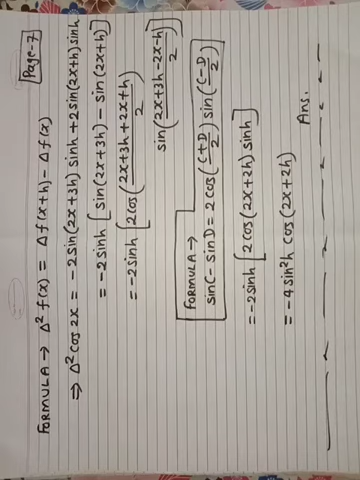 Page-7
FORMULA → Δ² f(x) = Δ f(x+h) - Δ f(x)
⇒ Δ² cos 2x = -2 sin(2x+3h) sinh + 2 sin(2x+h) sinh
= -2 sinh [sin(2x+3h) - sin(2x+h)]
= -2 sinh [2 cos((2x+3h+2x+h)/2)
sin((2x+3h-2x-h)/2)]
FORMULA →
sin C - sin D = 2 cos((C+D)/2) sin((C-D)/2)
= -2 sinh [2 cos(2x+2h) sinh]
= -4 sin²h cos(2x+2h)
Ans.